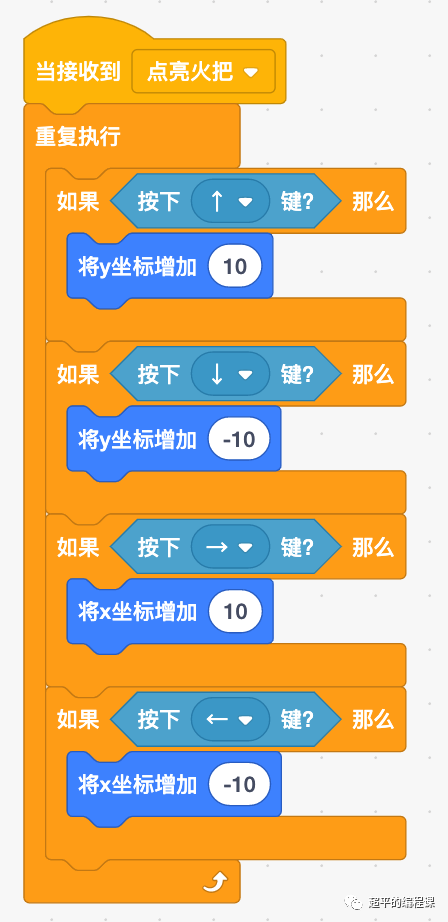 当接收到 点亮火把
重复执行
如果 按下 ↑ 键? 那么
将y坐标增加 10
如果 按下 ↓ 键? 那么
将y坐标增加 -10
如果 按下 → 键? 那么
将x坐标增加 10
如果 按下 ← 键? 那么
将x坐标增加 -10
超平的编程课